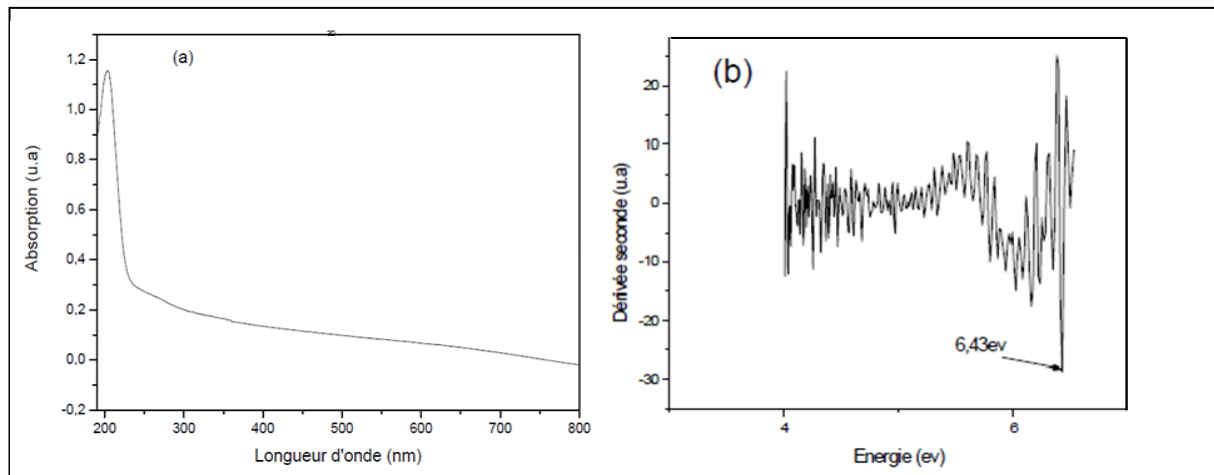 (a)
1,2
1,0
0,8
0,6
0,4
0,2
0,0
-0,2
200 300 400 500 600 700 800
Absorption (u.a)
Longueur d'onde (nm)
(b)
20
10
0
-10
-20
-30
4 6
Dérivée seconde (u.a)
6,43ev
Energie (ev)